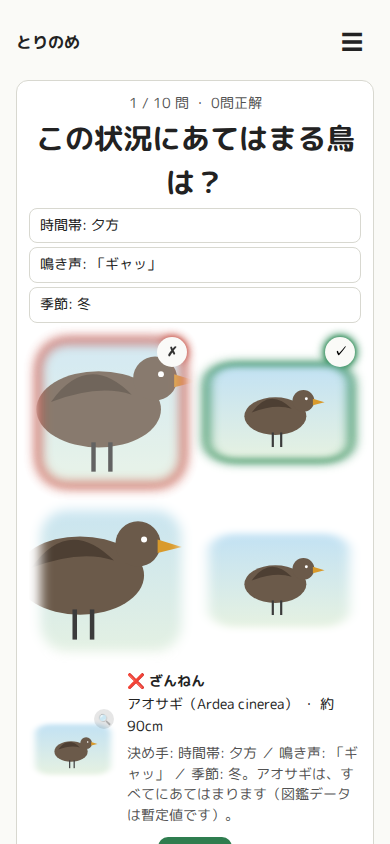 とりのめ
1 / 10 問 · 0問正解
この状況にあてはまる鳥
は？
時間帯: 夕方
鳴き声: 「ギャッ」
季節: 冬
✗
✓
❌ ざんねん
アオサギ（Ardea cinerea） · 約
90cm
決め手: 時間帯: 夕方 ／ 鳴き声: 「ギ
ャッ」 ／ 季節: 冬。アオサギは、す
べてにあてはまります（図鑑データ
は暫定値です）。